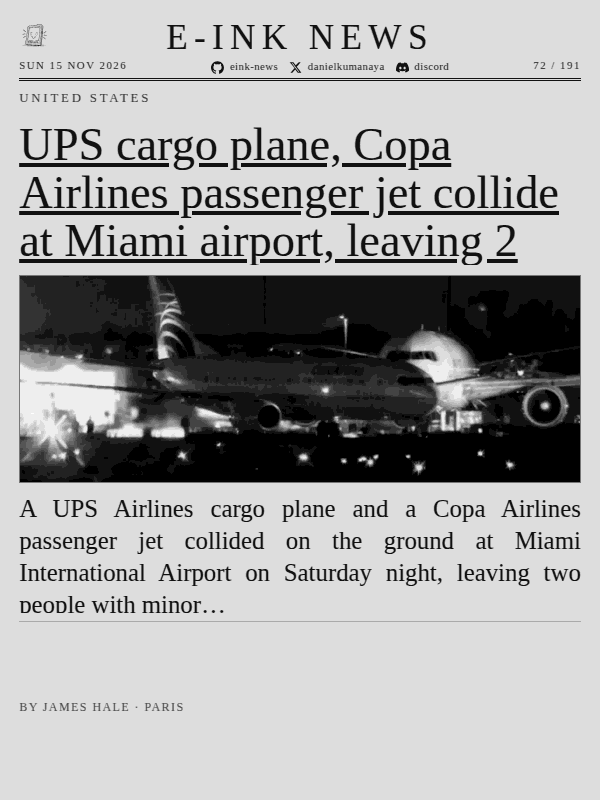 E-INK NEWS
SUN 15 NOV 2026
eink-news danielkumanaya discord
72 / 191
UNITED STATES
UPS cargo plane, Copa
Airlines passenger jet collide
at Miami airport, leaving 2
A UPS Airlines cargo plane and a Copa Airlines
passenger jet collided on the ground at Miami
International Airport on Saturday night, leaving two
people with minor…
BY JAMES HALE · PARIS